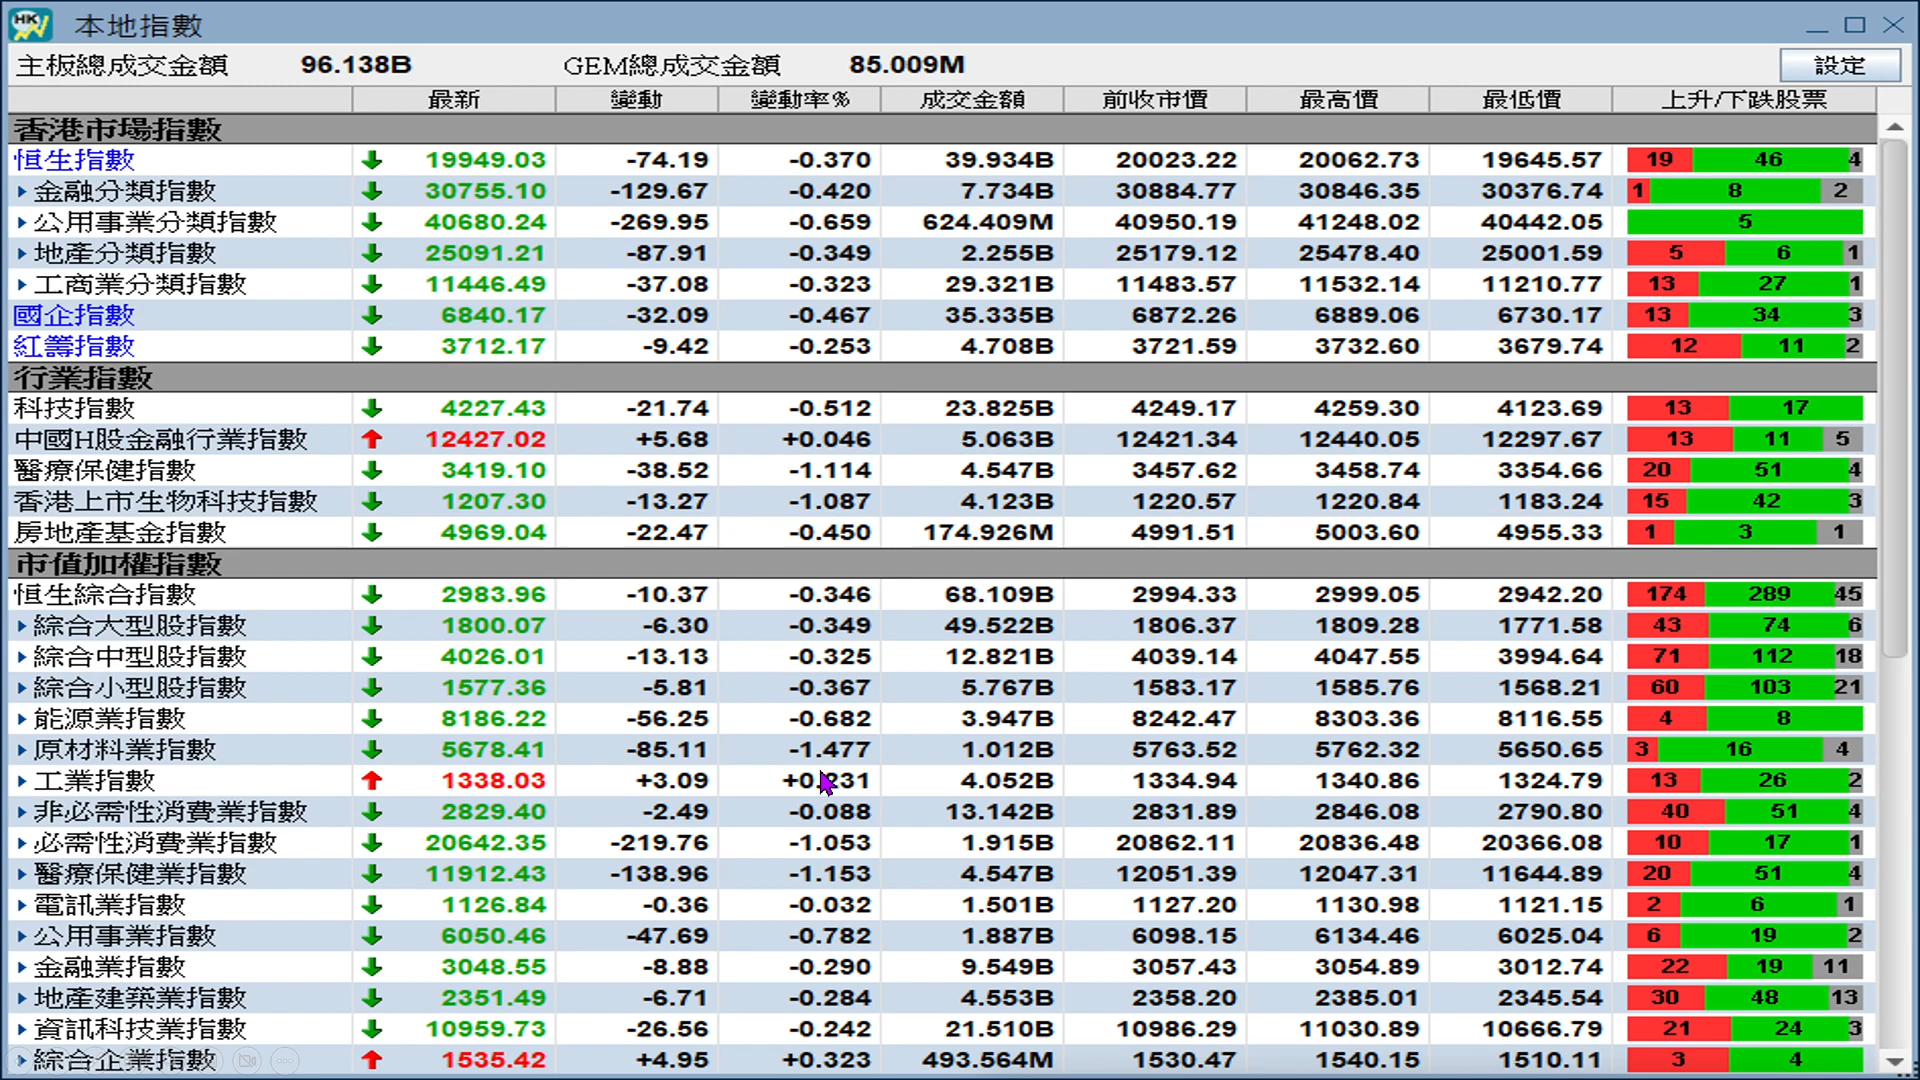 本地指數
主板總成交金額 96.138B GEM總成交金額 85.009M 設定
最新 變動 變動率% 成交金額 前收市價 最高價 最低價 上升/下跌股票
香港市場指數
恒生指數 19949.03 -74.19 -0.370 39.934B 20023.22 20062.73 19645.57 19 46 4
金融分類指數 30755.10 -129.67 -0.420 7.734B 30884.77 30846.35 30376.74 1 8 2
公用事業分類指數 40680.24 -269.95 -0.659 624.409M 40950.19 41248.02 40442.05 5
地產分類指數 25091.21 -87.91 -0.349 2.255B 25179.12 25478.40 25001.59 5 6 1
工商業分類指數 11446.49 -37.08 -0.323 29.321B 11483.57 11532.14 11210.77 13 27 1
國企指數 6840.17 -32.09 -0.467 35.335B 6872.26 6889.06 6730.17 13 34 3
紅籌指數 3712.17 -9.42 -0.253 4.708B 3721.59 3732.60 3679.74 12 11 2
行業指數
科技指數 4227.43 -21.74 -0.512 23.825B 4249.17 4259.30 4123.69 13 17
中國H股金融行業指數 12427.02 +5.68 +0.046 5.063B 12421.34 12440.05 12297.67 13 11 5
醫療保健指數 3419.10 -38.52 -1.114 4.547B 3457.62 3458.74 3354.66 20 51 4
香港上市生物科技指數 1207.30 -13.27 -1.087 4.123B 1220.57 1220.84 1183.24 15 42 3
房地產基金指數 4969.04 -22.47 -0.450 174.926M 4991.51 5003.60 4955.33 1 3 1
市值加權指數
恒生綜合指數 2983.96 -10.37 -0.346 68.109B 2994.33 2999.05 2942.20 174 289 45
綜合大型股指數 1800.07 -6.30 -0.349 49.522B 1806.37 1809.28 1771.58 43 74 6
綜合中型股指數 4026.01 -13.13 -0.325 12.821B 4039.14 4047.55 3994.64 71 112 18
綜合小型股指數 1577.36 -5.81 -0.367 5.767B 1583.17 1585.76 1568.21 60 103 21
能源業指數 8186.22 -56.25 -0.682 3.947B 8242.47 8303.36 8116.55 4 8
原材料業指數 5678.41 -85.11 -1.477 1.012B 5763.52 5762.32 5650.65 3 16 4
工業指數 1338.03 +3.09 +0.231 4.052B 1334.94 1340.86 1324.79 13 26 2
非必需性消費業指數 2829.40 -2.49 -0.088 13.142B 2831.89 2846.08 2790.80 40 51 4
必需性消費業指數 20642.35 -219.76 -1.053 1.915B 20862.11 20836.48 20366.08 10 17 1
醫療保健業指數 11912.43 -138.96 -1.153 4.547B 12051.39 12047.31 11644.89 20 51 4
電訊業指數 1126.84 -0.36 -0.032 1.501B 1127.20 1130.98 1121.15 2 6 1
公用事業指數 6050.46 -47.69 -0.782 1.887B 6098.15 6134.46 6025.04 6 19 2
金融業指數 3048.55 -8.88 -0.290 9.549B 3057.43 3054.89 3012.74 22 19 11
地產建築業指數 2351.49 -6.71 -0.284 4.553B 2358.20 2385.01 2345.54 30 48 13
資訊科技業指數 10959.73 -26.56 -0.242 21.510B 10986.29 11030.89 10666.79 21 24 3
綜合企業指數 1535.42 +4.95 +0.323 493.564M 1530.47 1540.15 1510.11 3 4